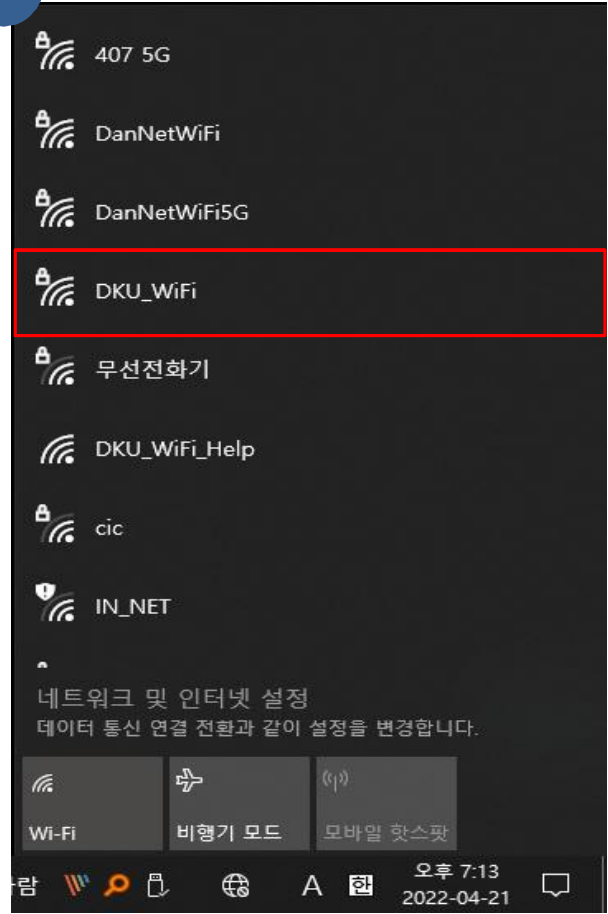 407 5G
DanNetWiFi
DanNetWiFi5G
DKU_WiFi
무선전화기
DKU_WiFi_Help
cic
IN_NET
네트워크 및 인터넷 설정
데이터 통신 연결 전환과 같이 설정을 변경합니다.
Wi-Fi 비행기 모드 모바일 핫스팟
람 A 한 오후 7:13
2022-04-21